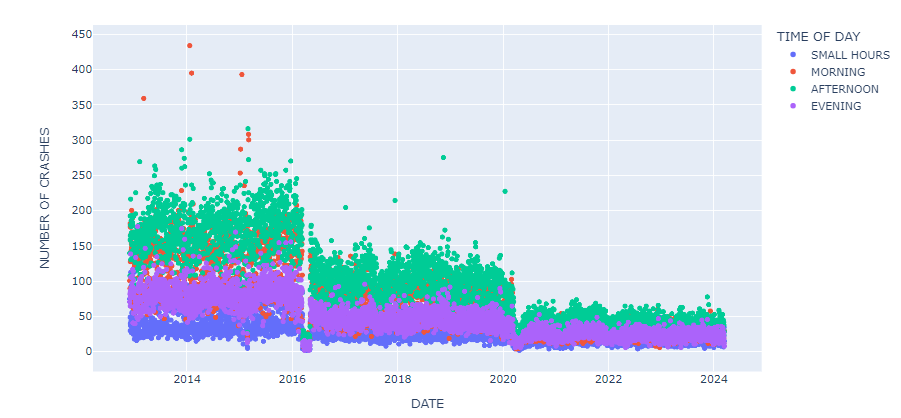 TIME OF DAY
SMALL HOURS
MORNING
AFTERNOON
EVENING
NUMBER OF CRASHES
450
400
350
300
250
200
150
100
50
0
2014
2016
2018
2020
2022
2024
DATE